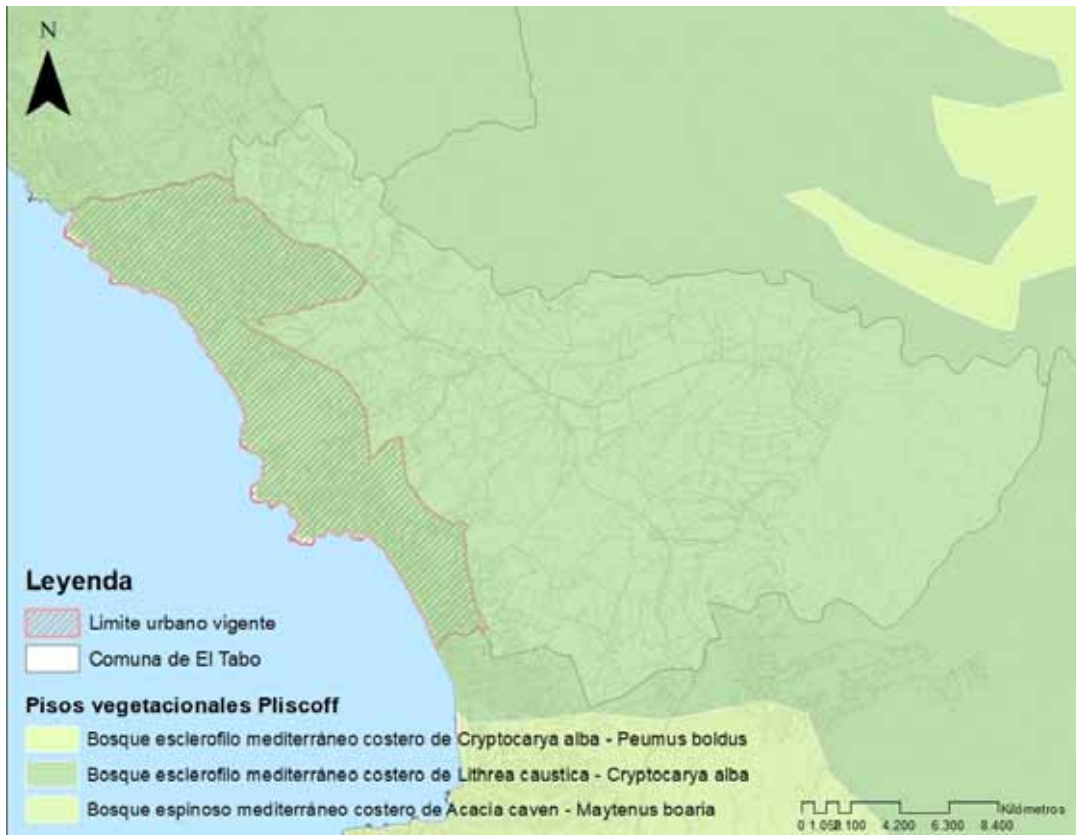 N
Leyenda
Limite urbano vigente
Comuna de El Tabo
Pisos vegetacionales Pliscoff
Bosque esclerofilo mediterráneo costero de Cryptocarya alba - Peumus boldus
Bosque esclerofilo mediterráneo costero de Lithrea caustica - Cryptocarya alba
Bosque espinoso mediterráneo costero de Acacia caven - Maytenus boaria
Kilómetros
0 4.200 6.300 8.400